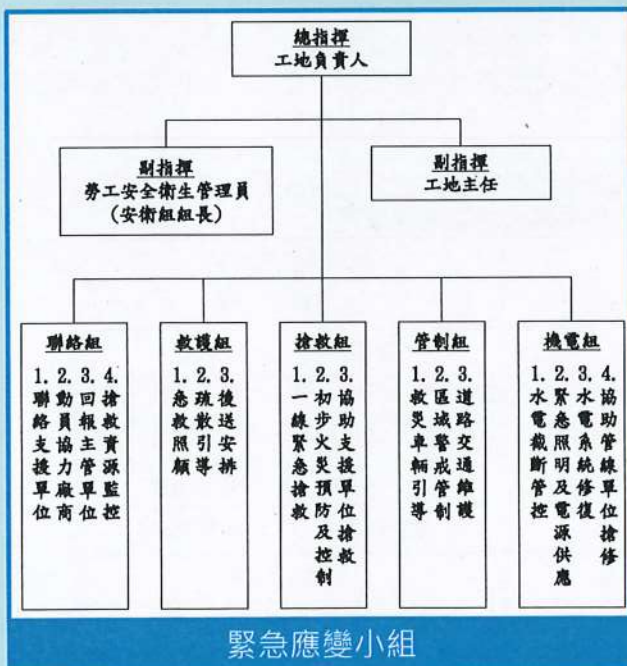 總指揮
工地負責人
副指揮
勞工安全衛生管理員
(安衛組組長)
副指揮
工地主任
聯絡組
1.聯絡支援單位
2.動員協力廠商
3.回報主管單位
4.搶救資源監控
救護組
1.急救照顧
2.疏散引導
3.後送安排
搶救組
1.一線緊急搶救
2.初步火災預防及控制
3.協助支援單位搶救
管制組
1.救災車輛引導
2.區域警戒管制
3.道路交通維護
機電組
1.水電截斷管控
2.緊急照明及電源供應
3.水電系統修復
4.協助管線單位搶修
緊急應變小組